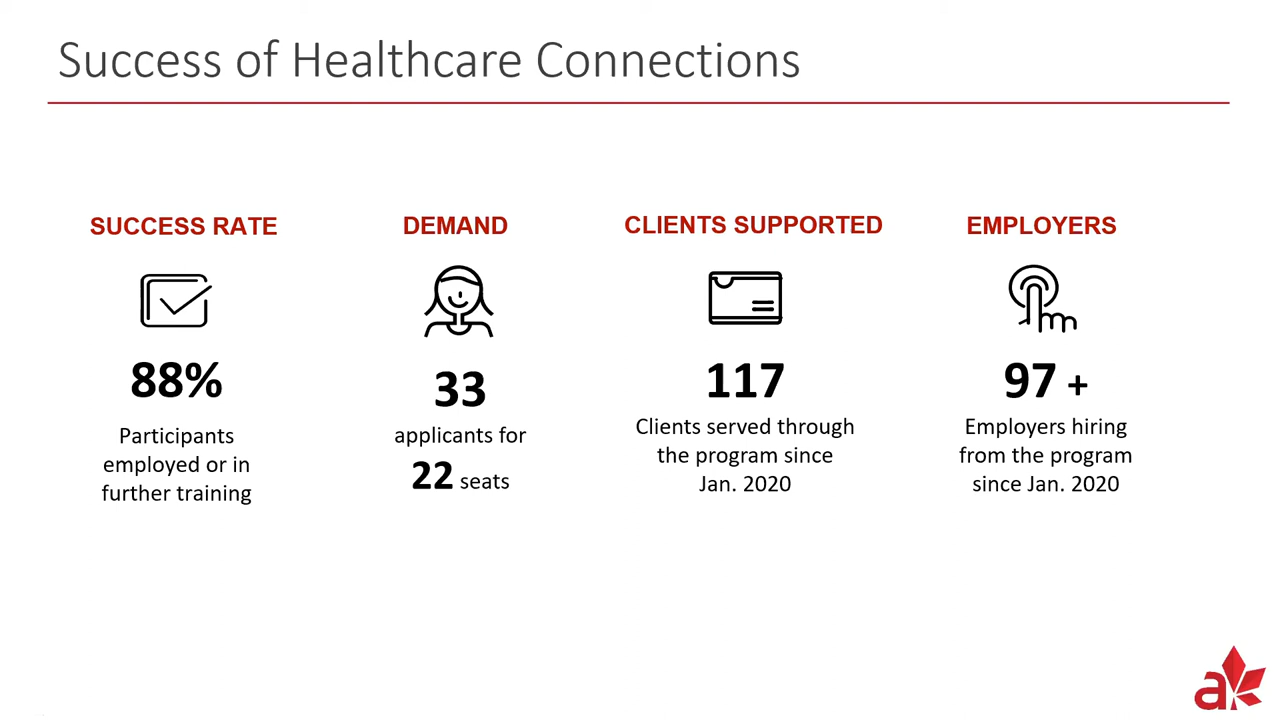 Success of Healthcare Connections
SUCCESS RATE
88%
Participants
employed or in
further training
DEMAND
33
applicants for
22 seats
CLIENTS SUPPORTED
117
Clients served through
the program since
Jan. 2020
EMPLOYERS
97 +
Employers hiring
from the program
since Jan. 2020
a